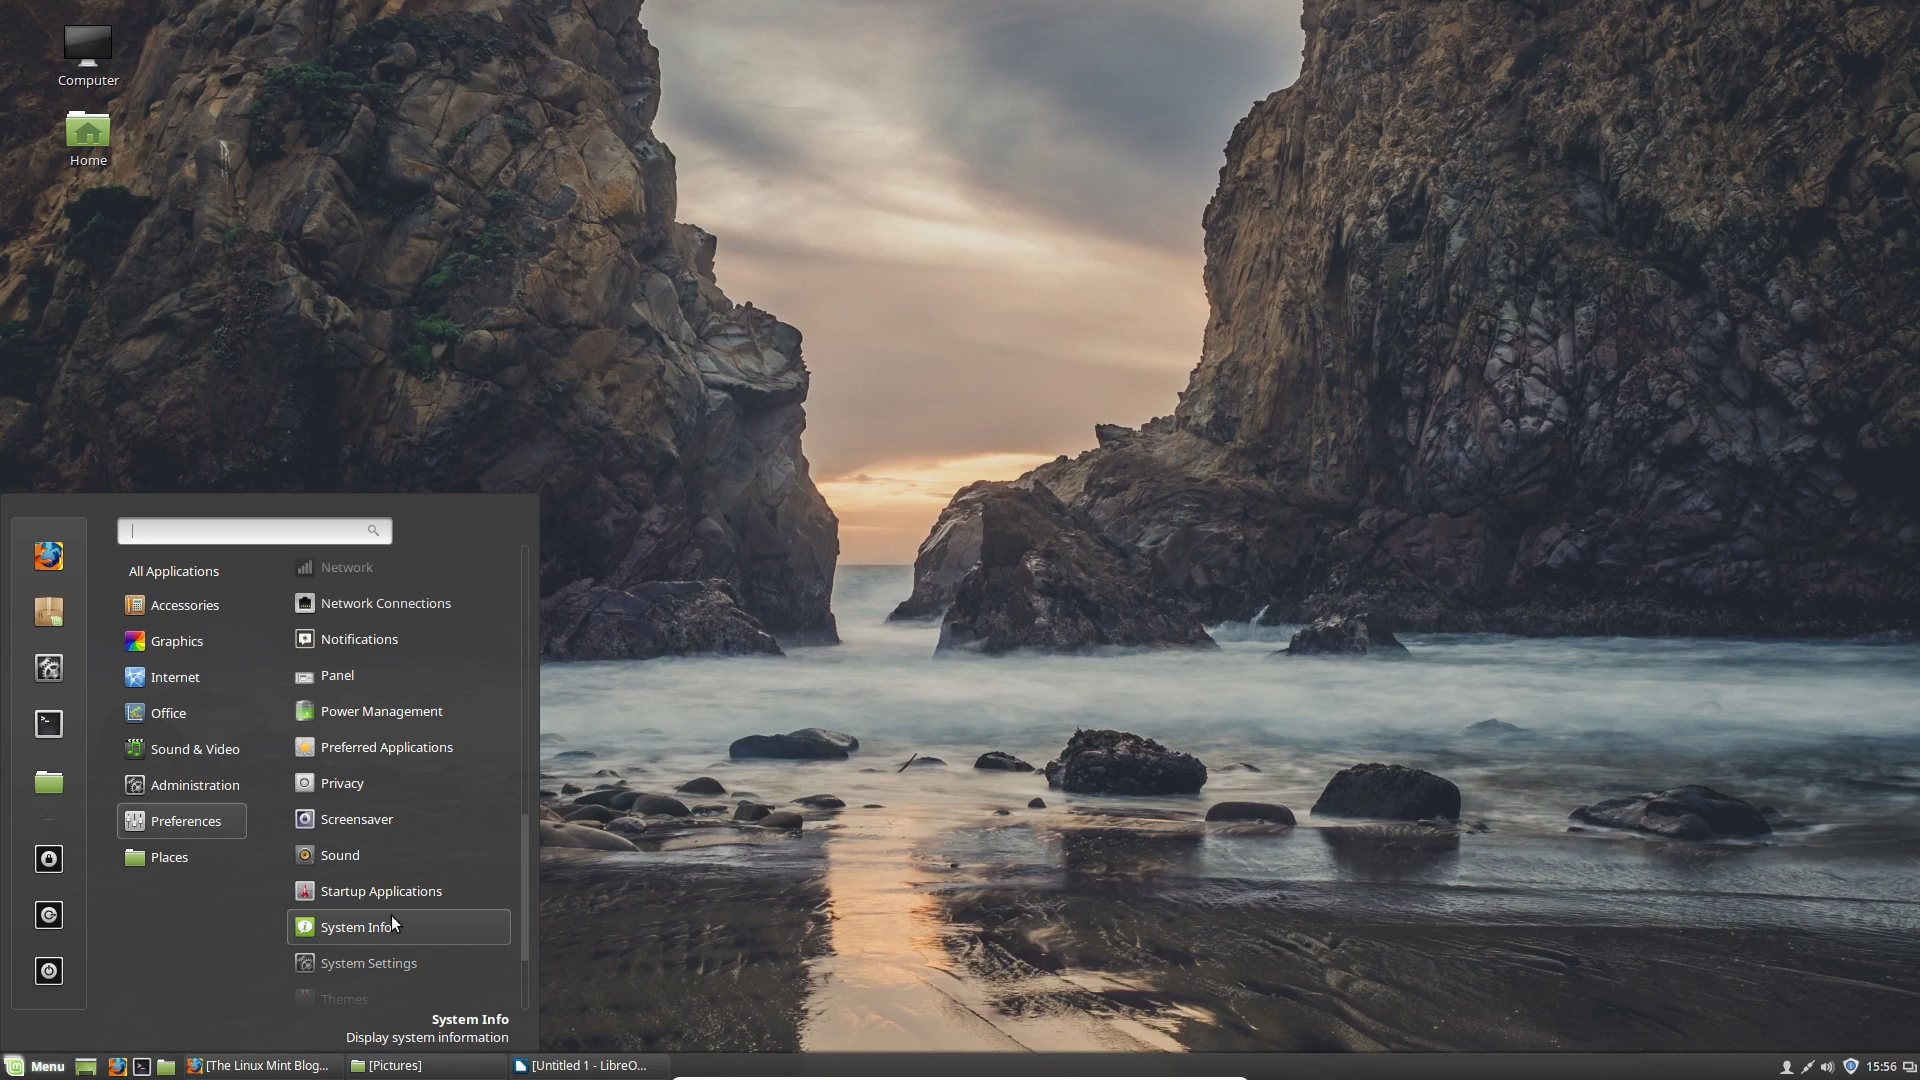 Computer
Home
All Applications
Accessories
Graphics
Internet
Office
Sound & Video
Administration
Preferences
Places
Network
Network Connections
Notifications
Panel
Power Management
Preferred Applications
Privacy
Screensaver
Sound
Startup Applications
System Info
System Settings
Themes
System Info
Display system information
Menu
[The Linux Mint Blog...
[Pictures]
[Untitled 1 - LibreO...
15:56